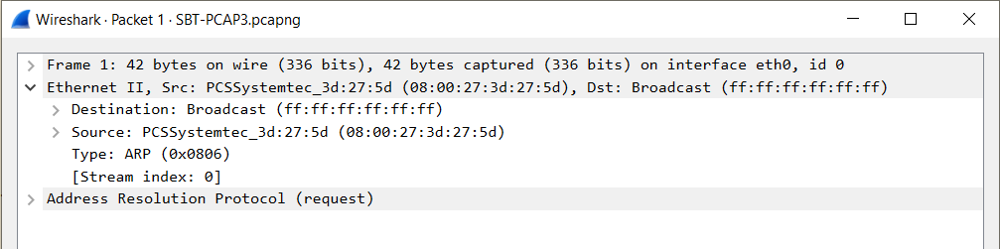 Wireshark · Packet 1 · SBT-PCAP3.pcapng
Frame 1: 42 bytes on wire (336 bits), 42 bytes captured (336 bits) on interface eth0, id 0
Ethernet II, Src: PCSSystemtec_3d:27:5d (08:00:27:3d:27:5d), Dst: Broadcast (ff:ff:ff:ff:ff:ff)
Destination: Broadcast (ff:ff:ff:ff:ff:ff)
Source: PCSSystemtec_3d:27:5d (08:00:27:3d:27:5d)
Type: ARP (0x0806)
[Stream index: 0]
Address Resolution Protocol (request)